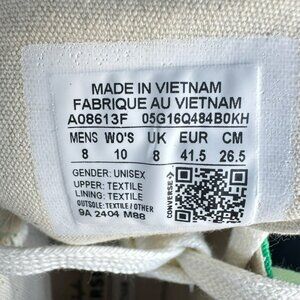 MADE IN VIETNAM
FABRIQUE AU VIETNAM
A08613F 05G16Q484B0KH
MENS WO'S UK EUR CM
8 10 8 41.5 26.5
GENDER: UNISEX
UPPER: TEXTILE
LINING: TEXTILE
OUTSOLE: TEXTILE / OTHER
9A 2404 M88
CONVERSE